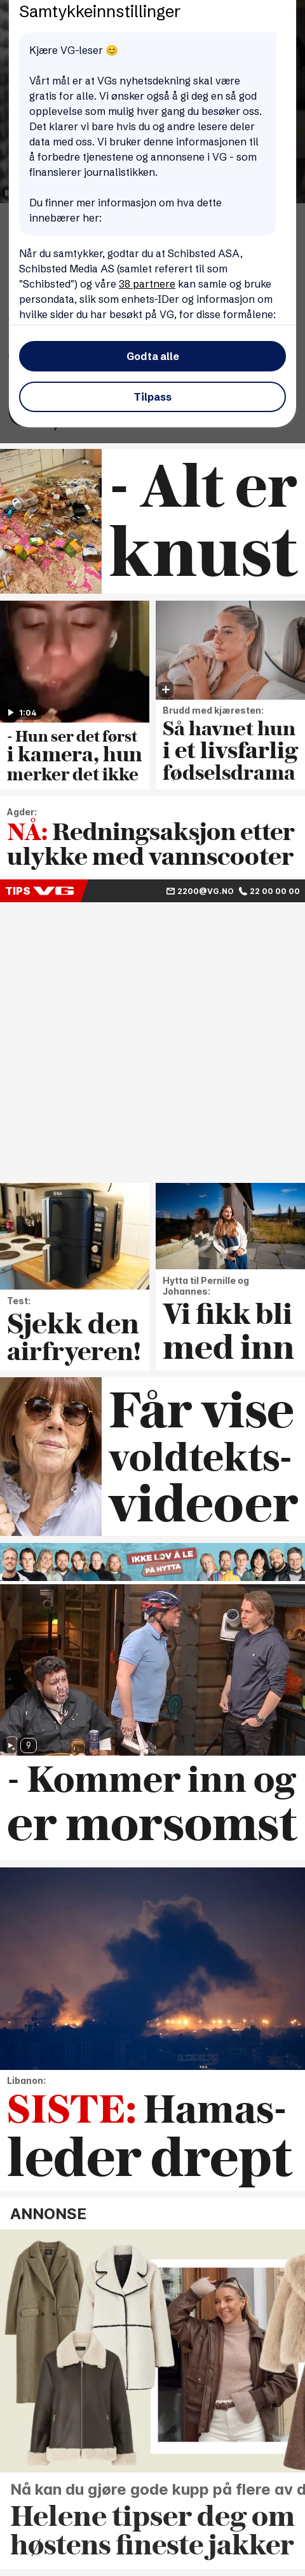 Samtykkeinnstillinger
Kjære VG-leser 😊
Vårt mål er at VGs nyhetsdekning skal være
gratis for alle. Vi ønsker også å gi deg en så god
opplevelse som mulig hver gang du besøker oss.
Det klarer vi bare hvis du og andre lesere deler
data med oss. Vi bruker denne informasjonen til
å forbedre tjenestene og annonsene i VG - som
finansierer journalistikken.
Du finner mer informasjon om hva dette
innebærer her:
Når du samtykker, godtar du at Schibsted ASA,
Schibsted Media AS (samlet referert til som
"Schibsted") og våre 38 partnere kan samle og bruke
persondata, slik som enhets-IDer og informasjon om
hvilke sider du har besøkt på VG, for disse formålene:
Godta alle
Tilpass
- Alt er
knust
1:04
- Hun ser det først
i kamera, hun
merker det ikke
Brudd med kjæresten:
Så havnet hun
i et livsfarlig
fødselsdrama
Agder:
NÅ: Redningsaksjon etter
ulykke med vannscooter
TIPS VG 2200@VG.NO 22 00 00 00
Test:
Sjekk den
airfryeren!
Hytta til Pernille og
Johannes:
Vi fikk bli
med inn
Får vise
voldtekts-
videoer
IKKE LOV Å LE
PÅ HYTTA
9
- Kommer inn og
er morsomst
Libanon:
SISTE: Hamas-
leder drept
ANNONSE
Nå kan du gjøre gode kupp på flere av d
Helene tipser deg om
høstens fineste jakker